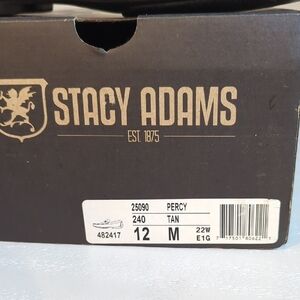 STACY ADAMS
EST. 1875
25090 PERCY
240 TAN
482417 12 M 22W
E1G